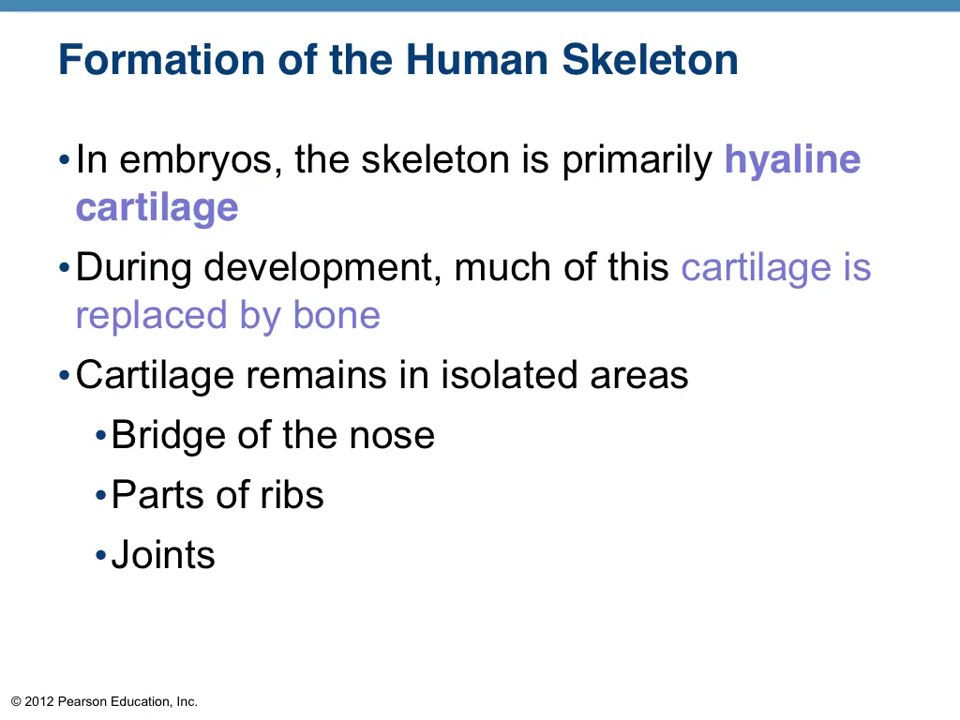 Formation of the Human Skeleton
•In embryos, the skeleton is primarily hyaline
cartilage
•During development, much of this cartilage is
replaced by bone
•Cartilage remains in isolated areas
•Bridge of the nose
•Parts of ribs
•Joints
© 2012 Pearson Education, Inc.